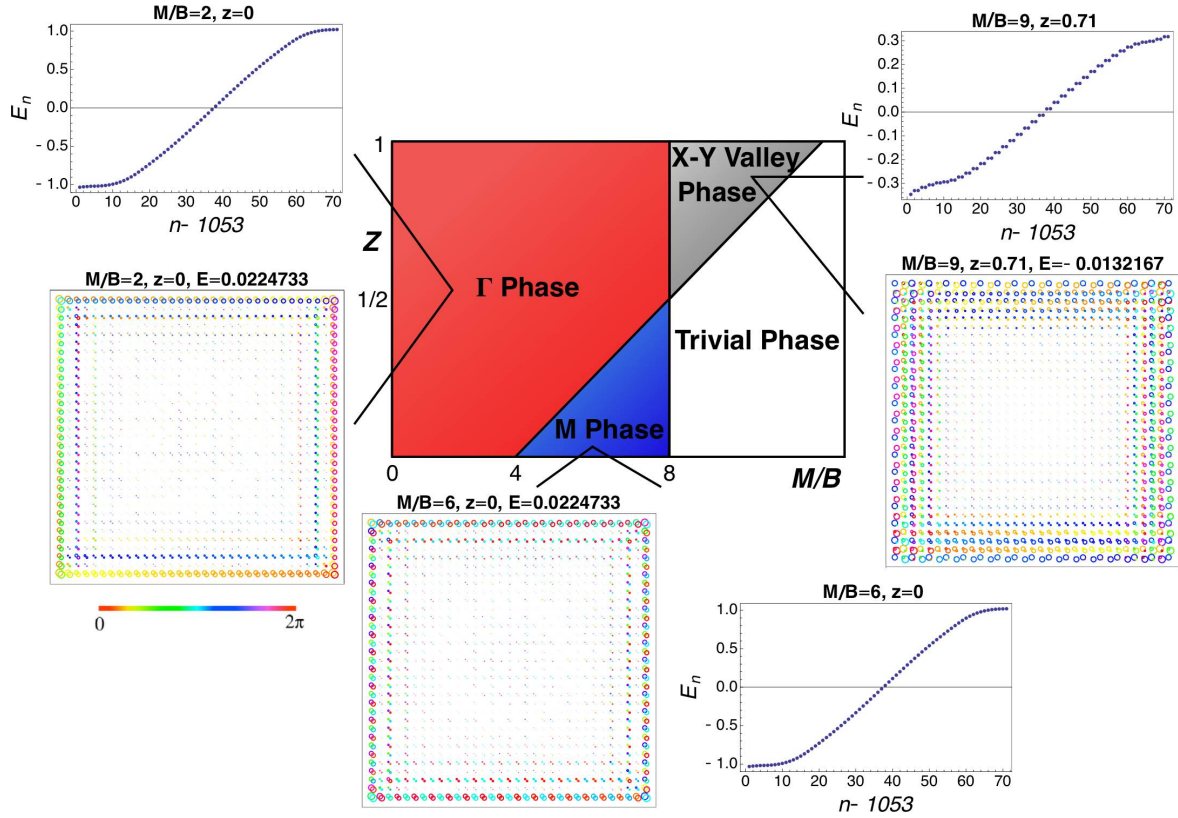 M/B=2, z=0
1.0
0.5
0.0
- 0.5
- 1.0
E_n
0 10 20 30 40 50 60 70
n- 1053
M/B=9, z=0.71
0.3
0.2
0.1
0.0
- 0.1
- 0.2
- 0.3
E_n
0 10 20 30 40 50 60 70
n- 1053
1
Z
1/2
X-Y Valley
Phase
Γ Phase
Trivial Phase
M Phase
0 4 8 M/B
M/B=2, z=0, E=0.0224733
0 2π
M/B=9, z=0.71, E=- 0.0132167
M/B=6, z=0, E=0.0224733
M/B=6, z=0
1.0
0.5
0.0
- 0.5
- 1.0
E_n
0 10 20 30 40 50 60 70
n- 1053